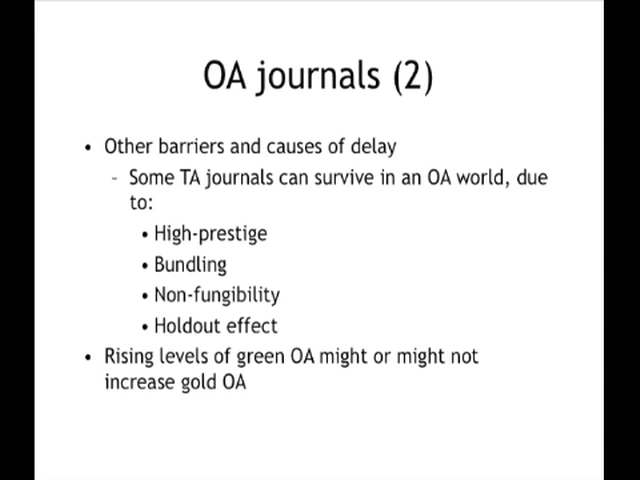 OA journals (2)
• Other barriers and causes of delay
– Some TA journals can survive in an OA world, due
to:
• High-prestige
• Bundling
• Non-fungibility
• Holdout effect
• Rising levels of green OA might or might not
increase gold OA